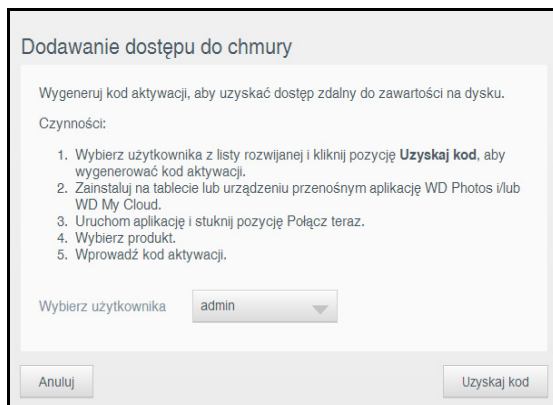 Dodawanie dostępu do chmury
Wygeneruj kod aktywacji, aby uzyskać dostęp zdalny do zawartości na dysku.
Czynności:
1. Wybierz użytkownika z listy rozwijanej i kliknij pozycję Uzyskaj kod, aby
wygenerować kod aktywacji.
2. Zainstaluj na tablecie lub urządzeniu przenośnym aplikację WD Photos i/lub
WD My Cloud.
3. Uruchom aplikację i stuknij pozycję Połącz teraz.
4. Wybierz produkt.
5. Wprowadź kod aktywacji.
Wybierz użytkownika admin
Anuluj Uzyskaj kod